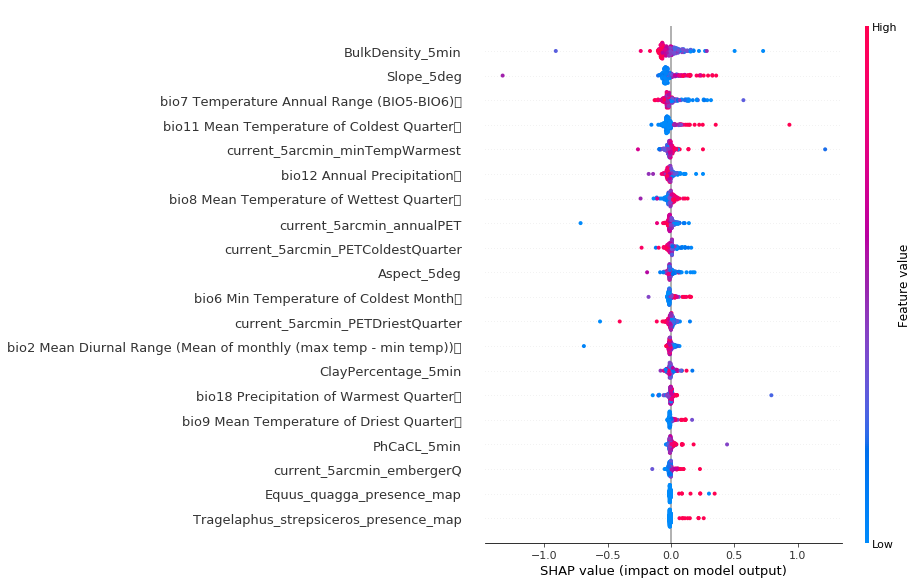 High
BulkDensity_5min
Slope_5deg
bio7 Temperature Annual Range (BIO5-BIO6)▯
bio11 Mean Temperature of Coldest Quarter▯
current_5arcmin_minTempWarmest
bio12 Annual Precipitation▯
bio8 Mean Temperature of Wettest Quarter▯
current_5arcmin_annualPET
current_5arcmin_PETColdestQuarter
Aspect_5deg
bio6 Min Temperature of Coldest Month▯
current_5arcmin_PETDriestQuarter
bio2 Mean Diurnal Range (Mean of monthly (max temp - min temp))▯
ClayPercentage_5min
bio18 Precipitation of Warmest Quarter▯
bio9 Mean Temperature of Driest Quarter▯
PhCaCL_5min
current_5arcmin_embergerQ
Equus_quagga_presence_map
Tragelaphus_strepsiceros_presence_map
Feature value
Low
−1.0 −0.5 0.0 0.5 1.0
SHAP value (impact on model output)